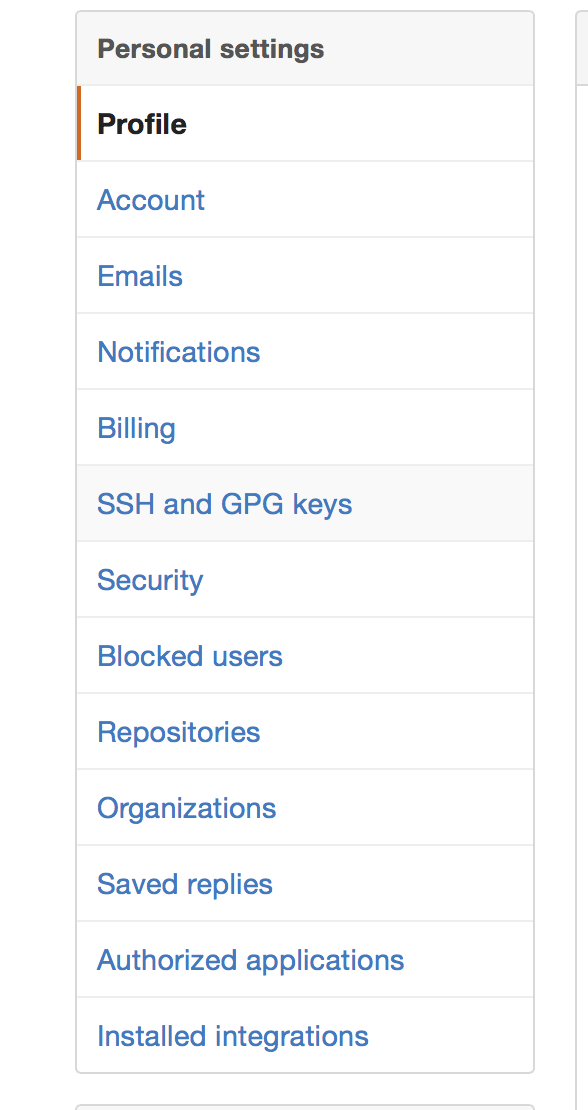 Personal settings
Profile
Account
Emails
Notifications
Billing
SSH and GPG keys
Security
Blocked users
Repositories
Organizations
Saved replies
Authorized applications
Installed integrations